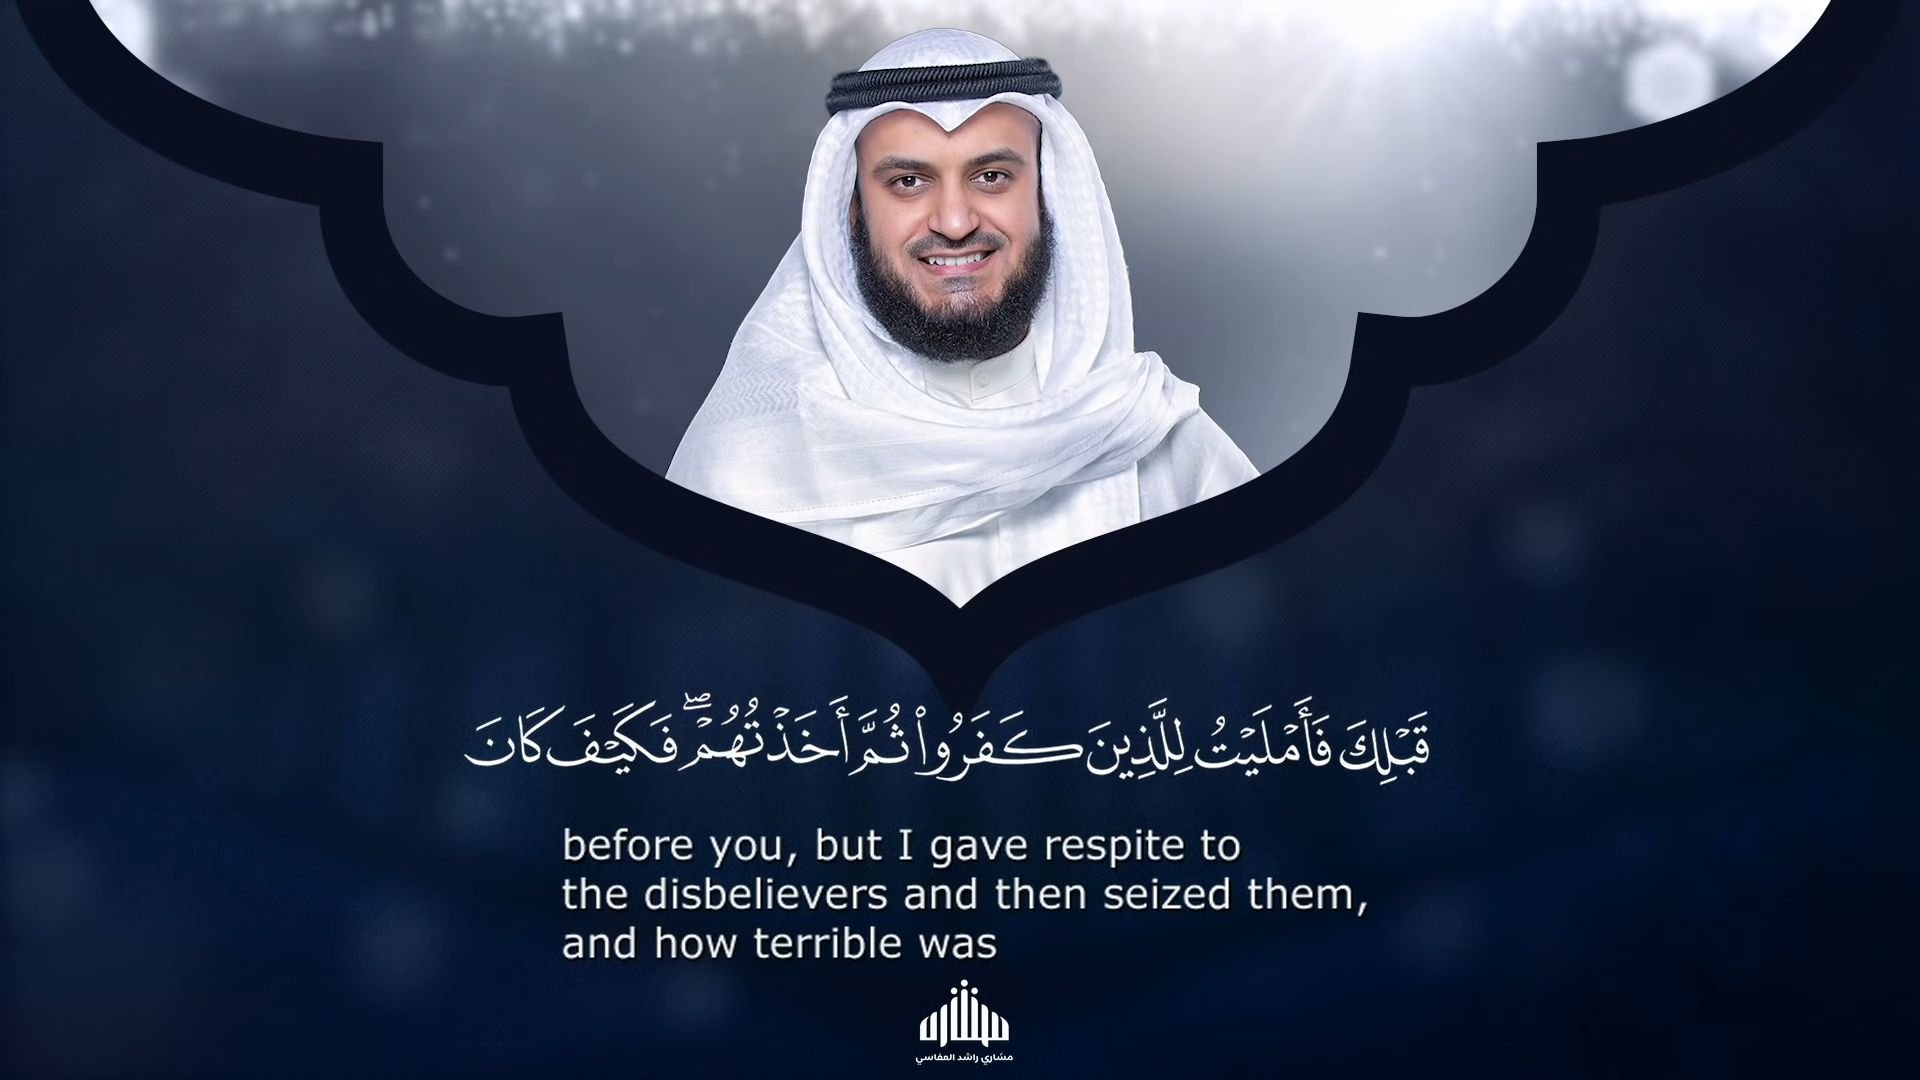 قَبْلِكَ فَأَمْلَيْتُ لِلَّذِينَ كَفَرُوا۟ ثُمَّ أَخَذْتُهُمْ ۖ فَكَيْفَ كَانَ
before you, but I gave respite to
the disbelievers and then seized them,
and how terrible was
مشاري راشد العفاسي